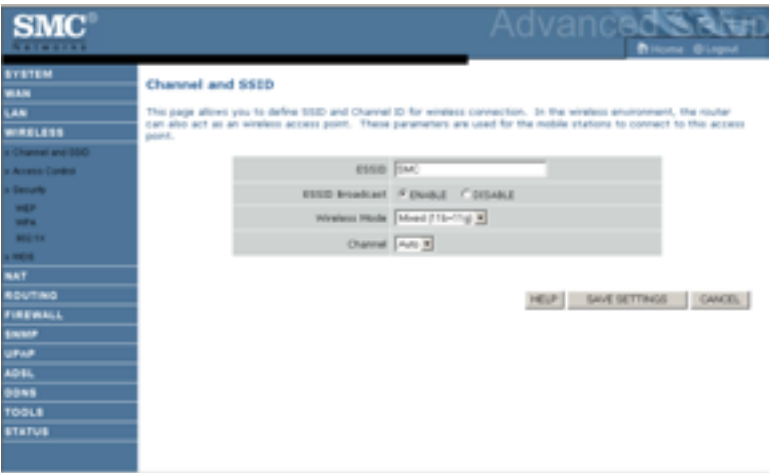 SMC®
Networks
Advanced Setup
Home Logout
SYSTEM
WAN
LAN
WIRELESS
» Channel and SSID
» Access Control
» Security
WEP
WPA
802.1X
» WDS
NAT
ROUTING
FIREWALL
SNMP
UPnP
ADSL
DDNS
TOOLS
STATUS
Channel and SSID
This page allows you to define SSID and Channel ID for wireless connection. In the wireless environment, the router
can also act as an wireless access point. These parameters are used for the mobile stations to connect to this access
point.
ESSID SMC
ESSID Broadcast ENABLE DISABLE
Wireless Mode Mixed (11b+11g)
Channel Auto
HELP SAVE SETTINGS CANCEL